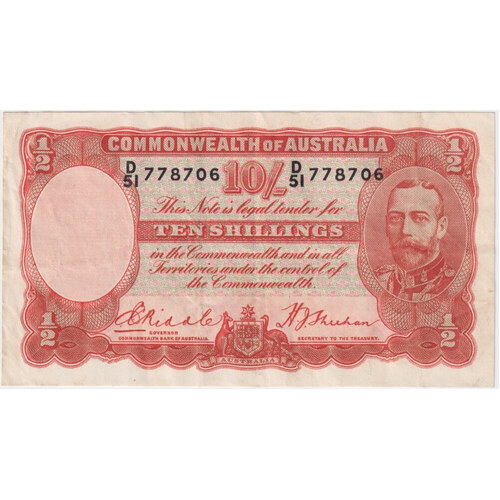 1/2 COMMONWEALTH OF AUSTRALIA 1/2
D/51 778706 10/- D/51 778706
This Note is legal tender for
TEN SHILLINGS
in the Commonwealth and in all
Territories under the control of
the Commonwealth.
E C Riddle H J Sheehan
GOVERNOR
COMMONWEALTH BANK OF AUSTRALIA. SECRETARY TO THE TREASURY
1/2 AUSTRALIA 1/2